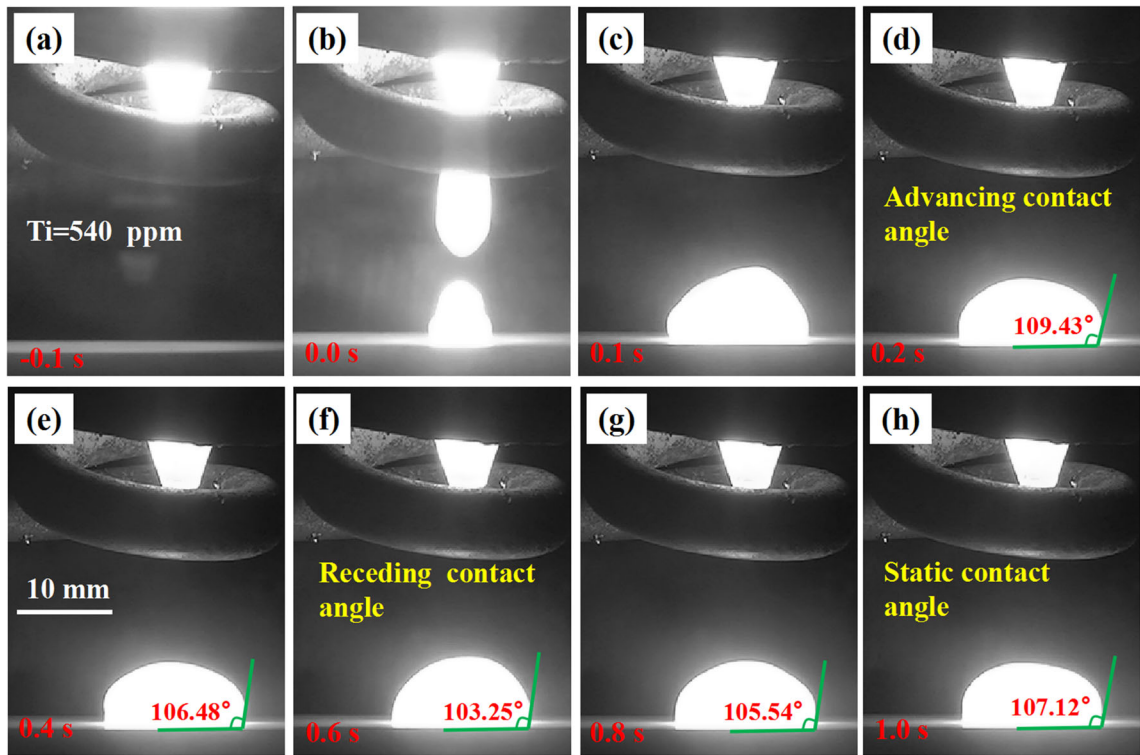 (a)
Ti=540 ppm
-0.1 s
(b)
0.0 s
(c)
0.1 s
(d)
Advancing contact
angle
109.43°
0.2 s
(e)
10 mm
106.48°
0.4 s
(f)
Receding contact
angle
103.25°
0.6 s
(g)
105.54°
0.8 s
(h)
Static contact
angle
107.12°
1.0 s